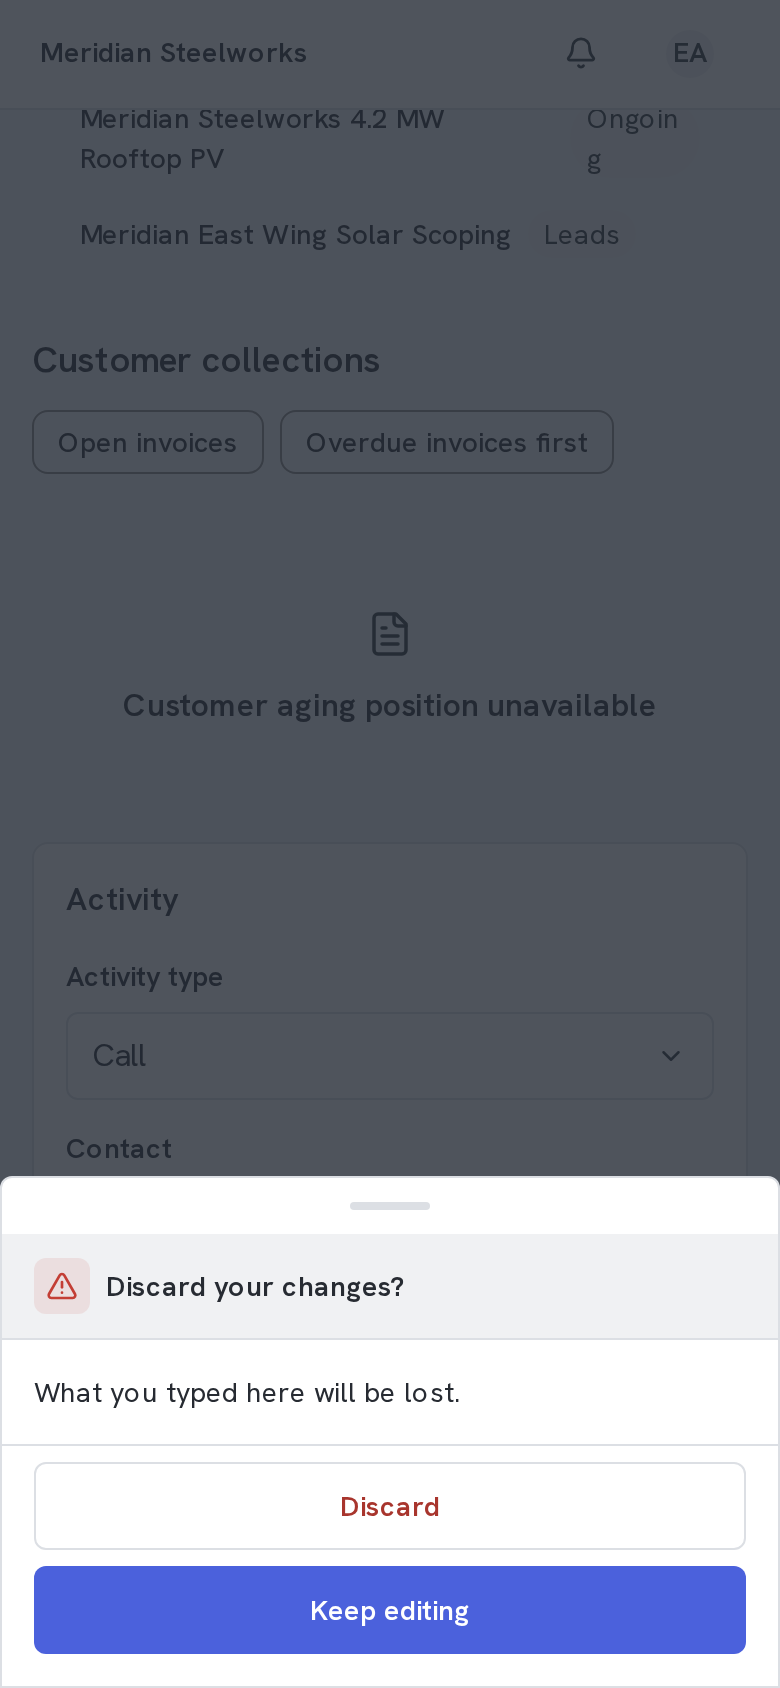 Meridian Steelworks
EA
Meridian Steelworks 4.2 MW
Rooftop PV
Ongoin
g
Meridian East Wing Solar Scoping
Leads
Customer collections
Open invoices
Overdue invoices first
Customer aging position unavailable
Activity
Activity type
Call
Contact
Discard your changes?
What you typed here will be lost.
Discard
Keep editing